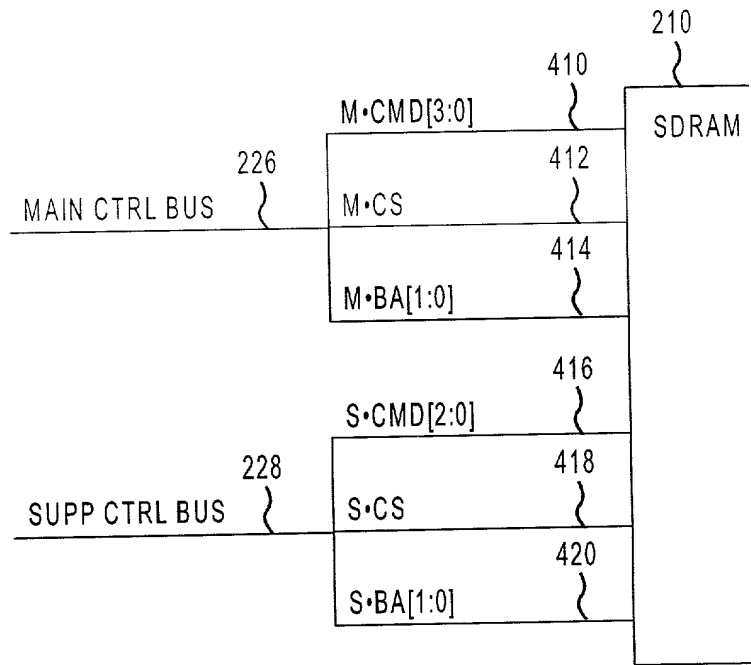 210
410
M•CMD[3:0]
SDRAM
226
412
MAIN CTRL BUS
M•CS
414
M•BA[1:0]
416
S•CMD[2:0]
228
418
SUPP CTRL BUS
S•CS
420
S•BA[1:0]